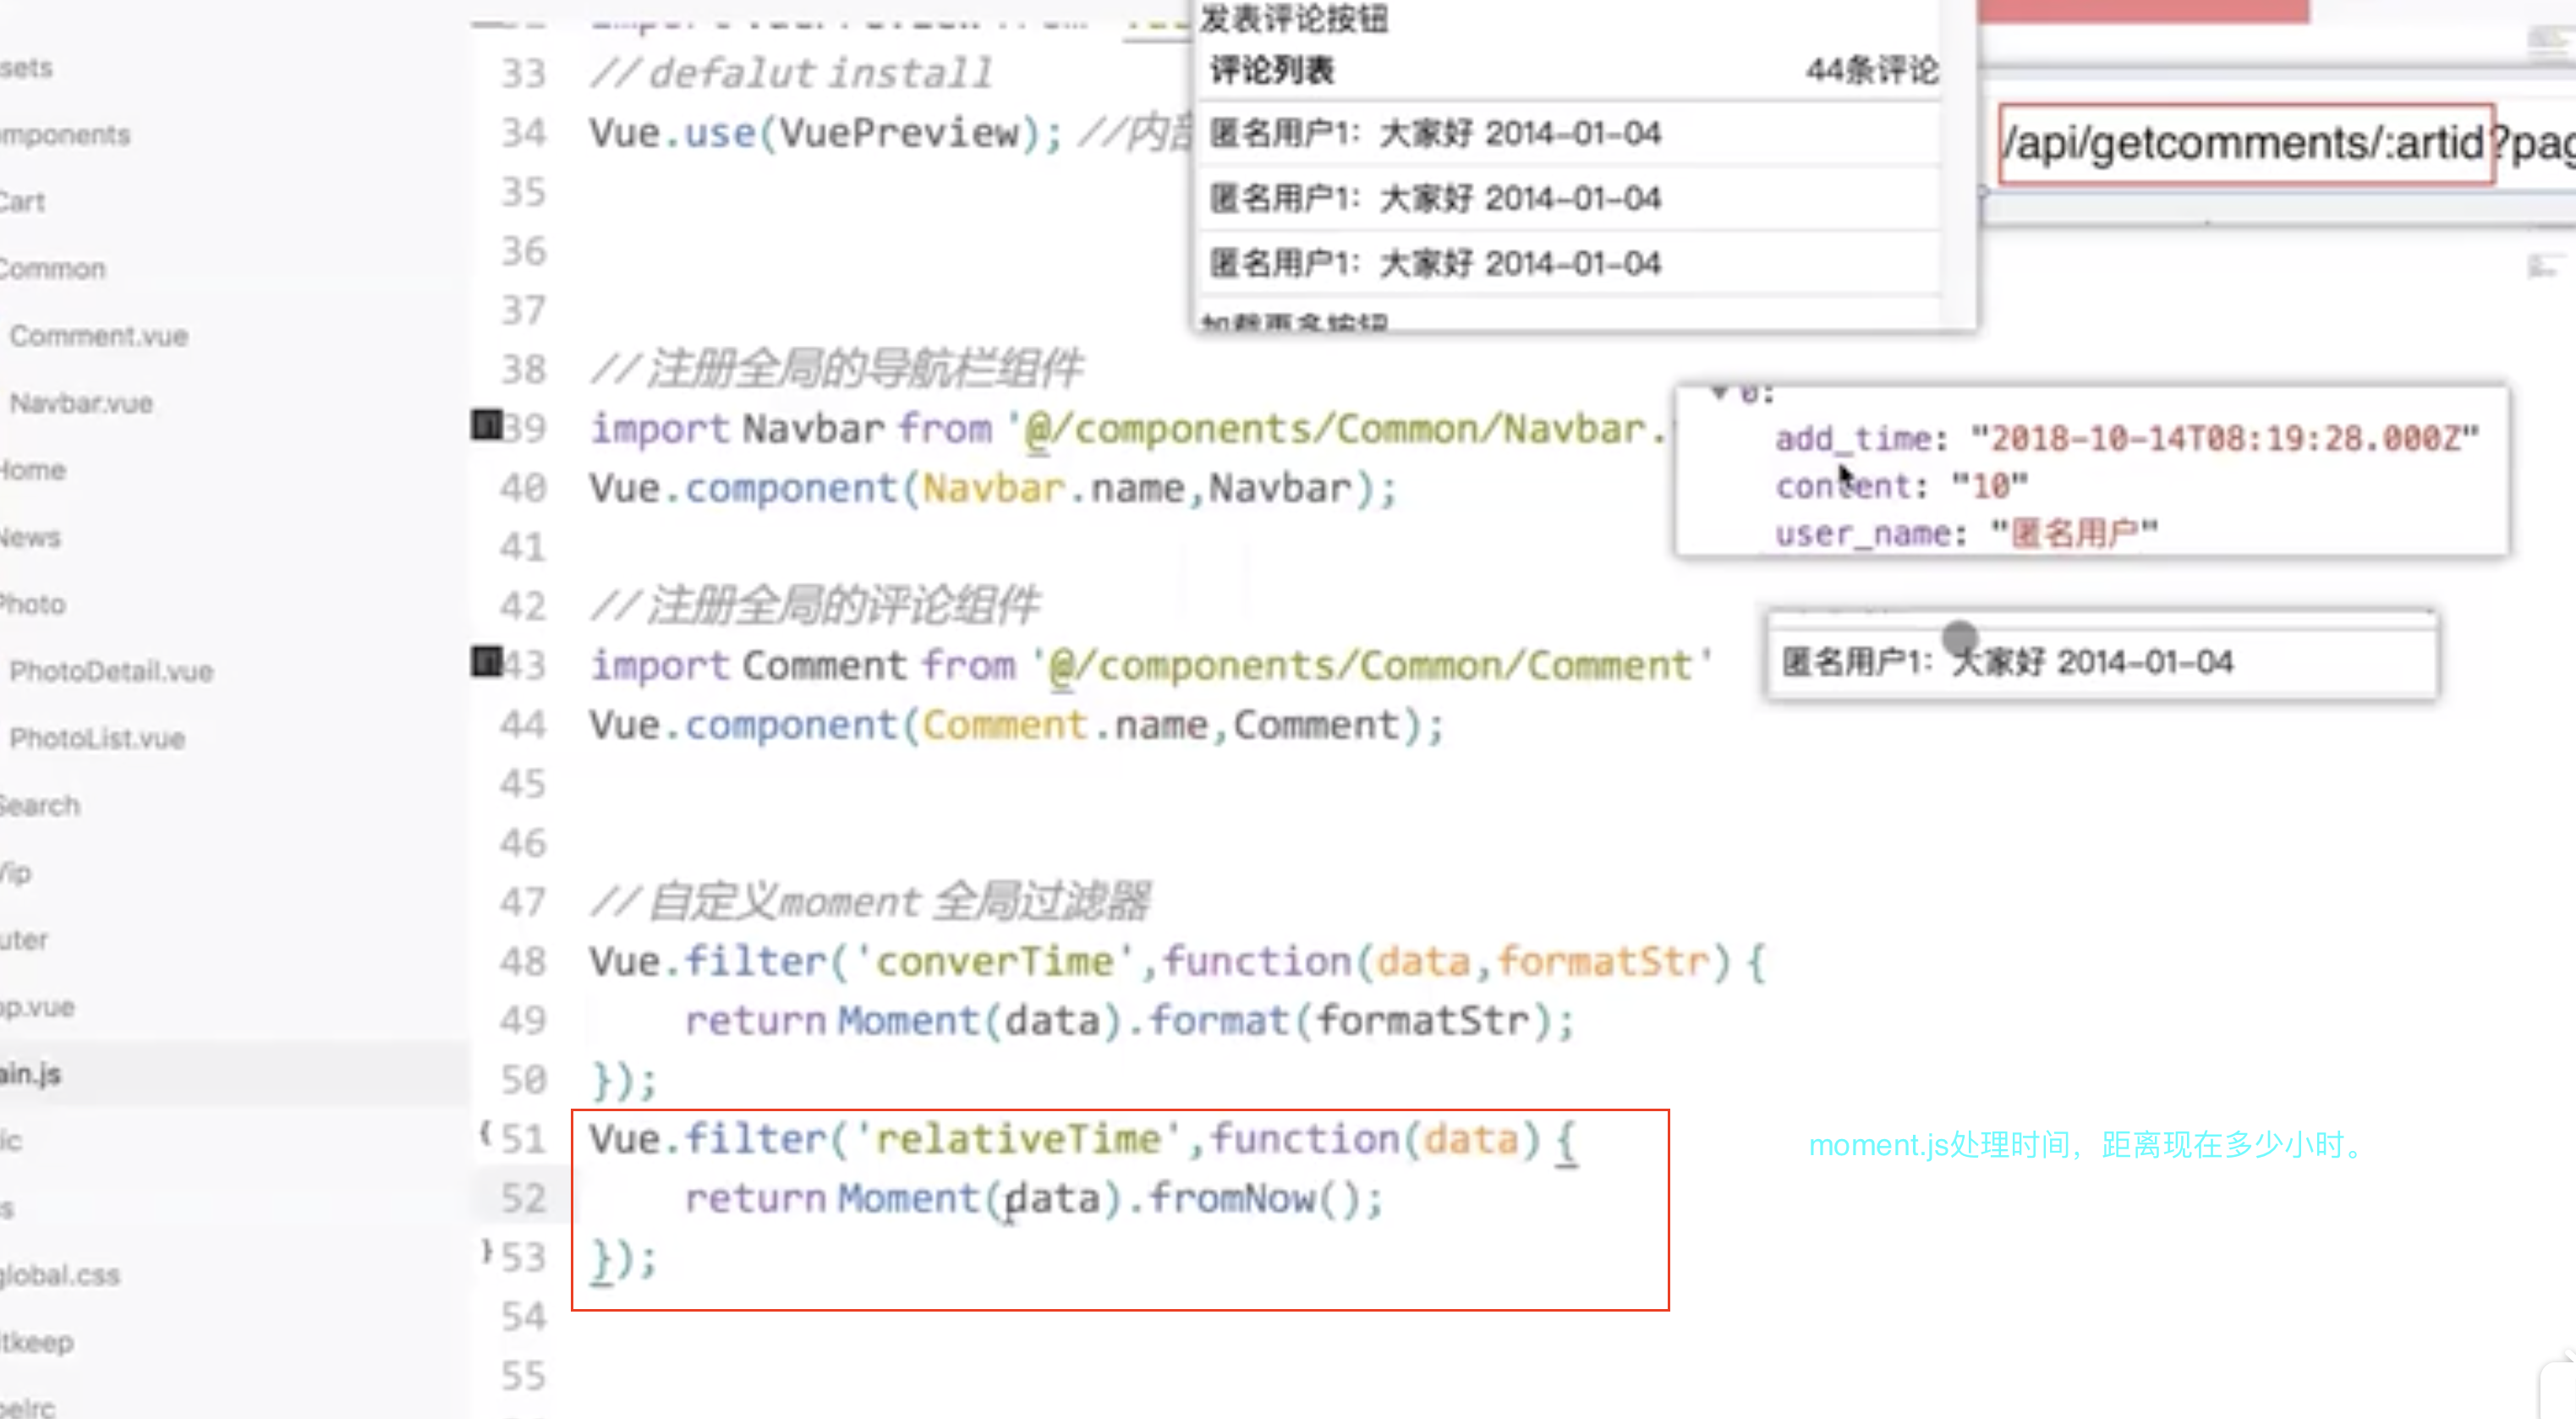 sets
mponents
Cart
Common
Comment.vue
Navbar.vue
Home
News
Photo
PhotoDetail.vue
PhotoList.vue
Search
Vip
uter
pp.vue
ain.js
ic
s
global.css
itkeep
belrc
33 // defalut install
34 Vue.use(VuePreview); //内部
35
36
37
38 // 注册全局的导航栏组件
39 import Navbar from '@/components/Common/Navbar.
40 Vue.component(Navbar.name,Navbar);
41
42 // 注册全局的评论组件
43 import Comment from '@/components/Common/Comment'
44 Vue.component(Comment.name,Comment);
45
46
47 // 自定义moment 全局过滤器
48 Vue.filter('converTime',function(data,formatStr) {
49 return Moment(data).format(formatStr);
50 });
{ 51 Vue.filter('relativeTime',function(data) {
52 return Moment(data).fromNow();
} 53 });
54
55
发表评论按钮
评论列表 44条评论
匿名用户1：大家好 2014-01-04
匿名用户1：大家好 2014-01-04
匿名用户1：大家好 2014-01-04
加载更多按钮
/api/getcomments/:artid?pag
0:
add_time: "2018-10-14T08:19:28.000Z"
content: "10"
user_name: "匿名用户"
匿名用户1：大家好 2014-01-04
moment.js处理时间，距离现在多少小时。